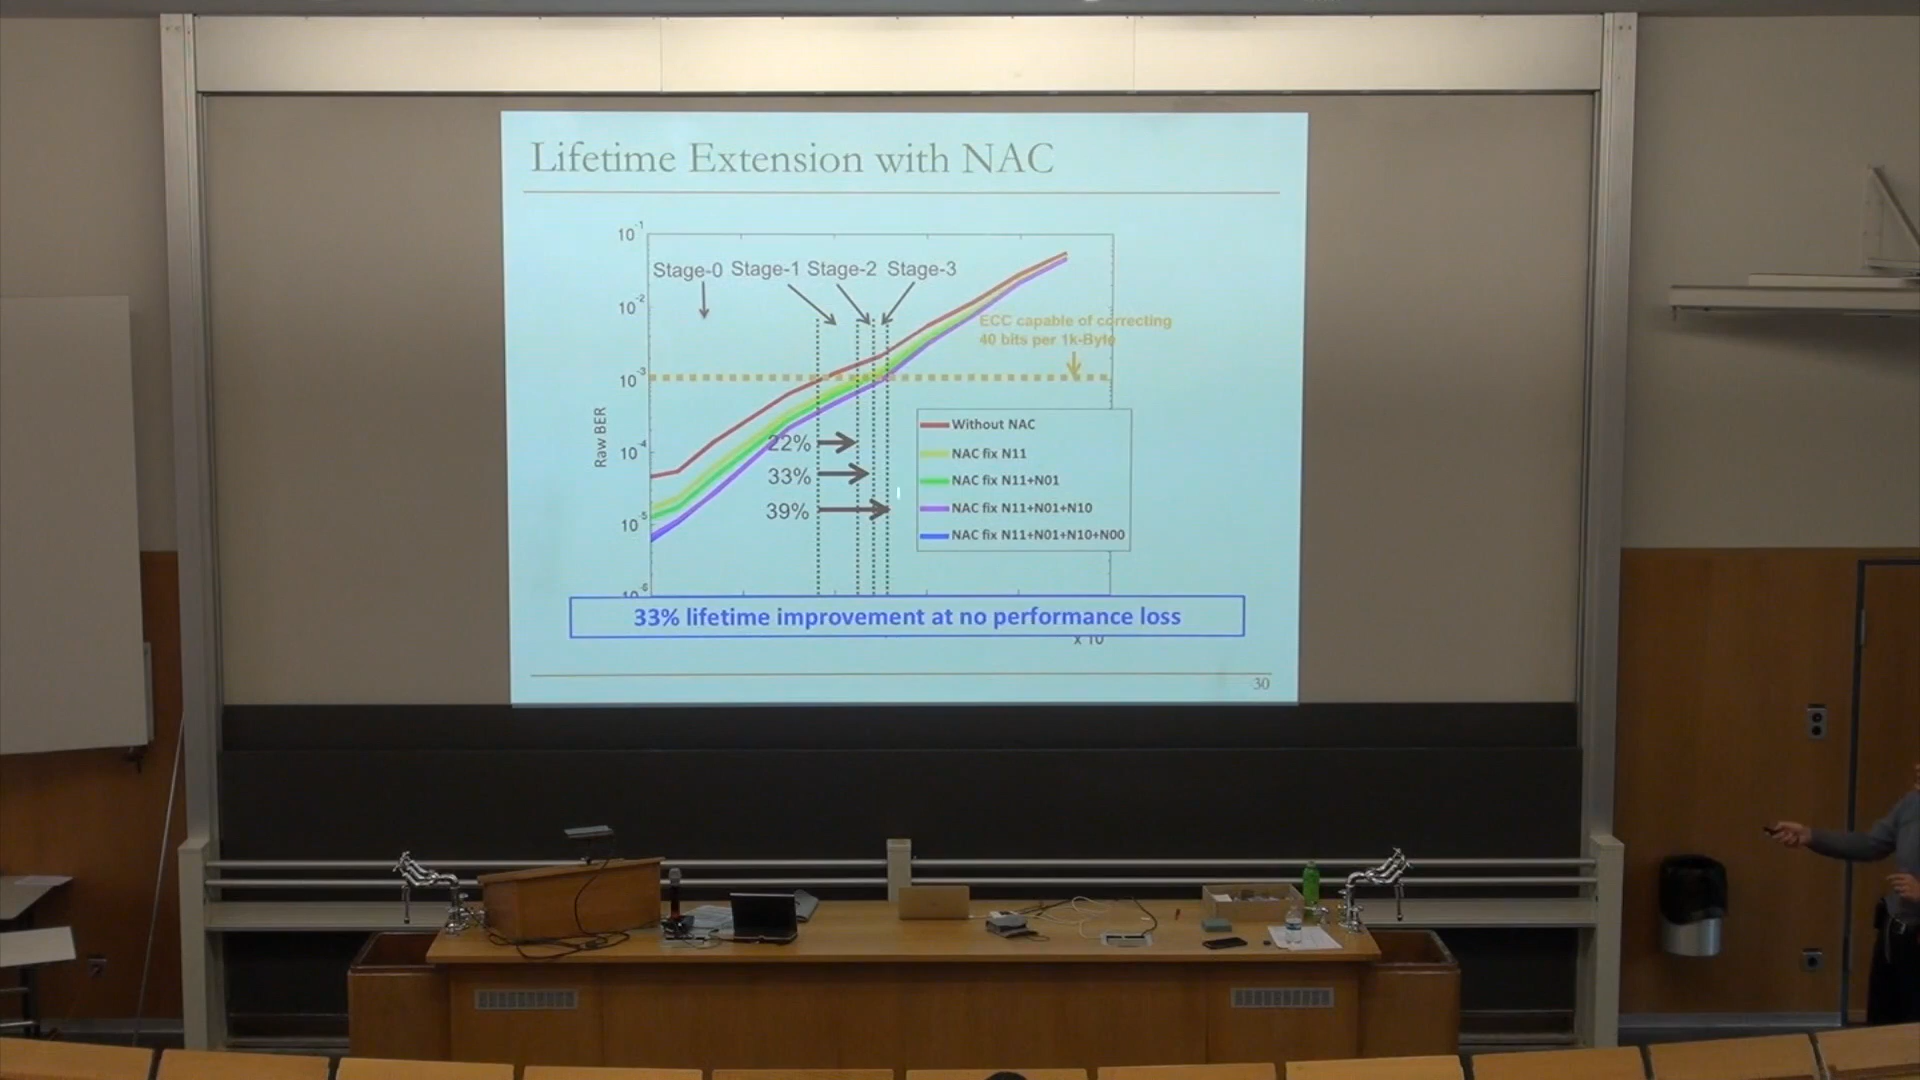 Lifetime Extension with NAC
10^-1
Stage-0 Stage-1 Stage-2 Stage-3
10^-2
ECC capable of correcting
40 bits per 1k-Byte
10^-3
Raw BER
Without NAC
22%
10^-4
NAC fix N11
33%
NAC fix N11+N01
39%
NAC fix N11+N01+N10
10^-5
NAC fix N11+N01+N10+N00
33% lifetime improvement at no performance loss
x 10
30